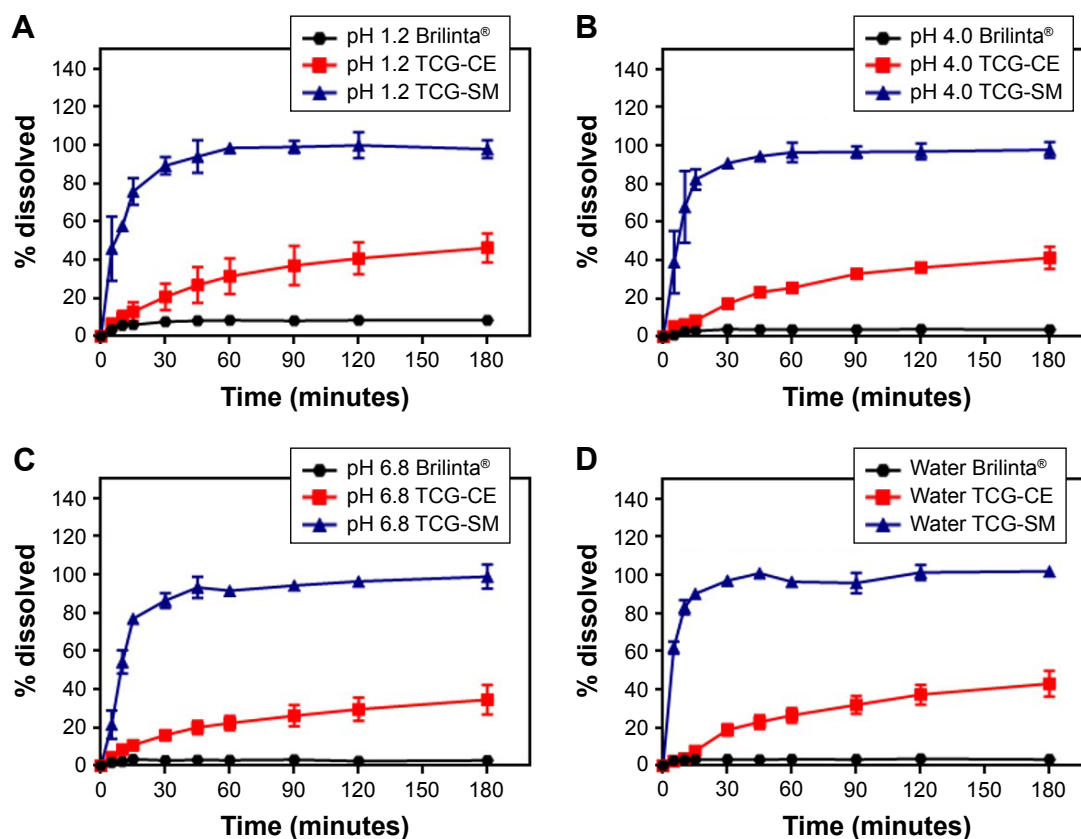 A
pH 1.2 Brilinta®
pH 1.2 TCG-CE
pH 1.2 TCG-SM
% dissolved
140
120
100
80
60
40
20
0
0 30 60 90 120 150 180
Time (minutes)
B
pH 4.0 Brilinta®
pH 4.0 TCG-CE
pH 4.0 TCG-SM
% dissolved
140
120
100
80
60
40
20
0
0 30 60 90 120 150 180
Time (minutes)
C
pH 6.8 Brilinta®
pH 6.8 TCG-CE
pH 6.8 TCG-SM
% dissolved
140
120
100
80
60
40
20
0
0 30 60 90 120 150 180
Time (minutes)
D
Water Brilinta®
Water TCG-CE
Water TCG-SM
% dissolved
140
120
100
80
60
40
20
0
0 30 60 90 120 150 180
Time (minutes)